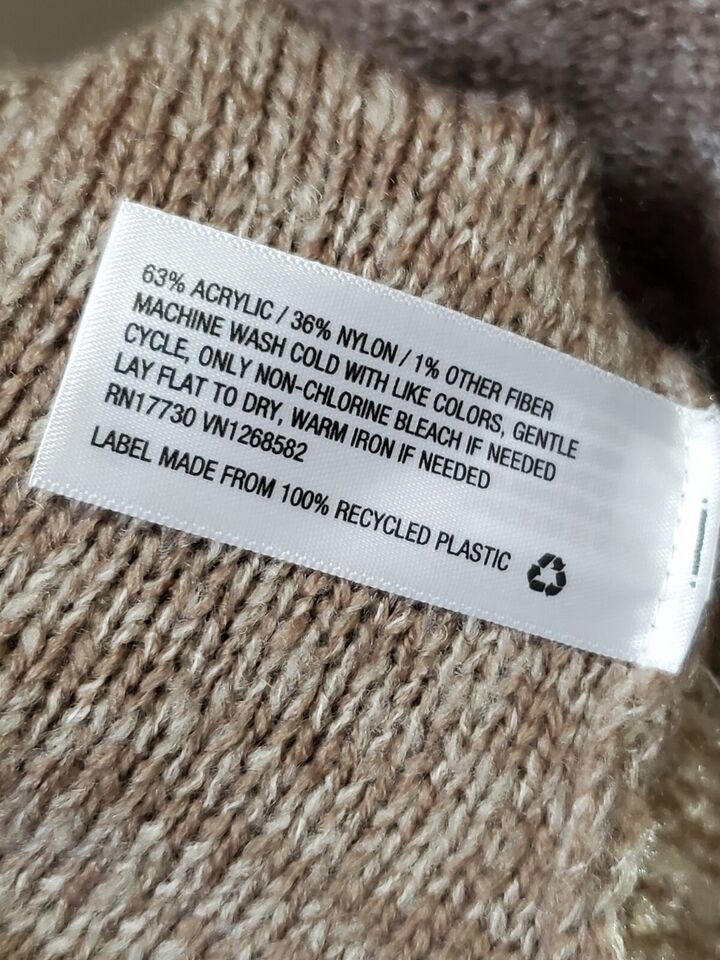 63% ACRYLIC / 36% NYLON / 1% OTHER FIBER
MACHINE WASH COLD WITH LIKE COLORS, GENTLE
CYCLE, ONLY NON-CHLORINE BLEACH IF NEEDED
LAY FLAT TO DRY, WARM IRON IF NEEDED
RN17730 VN1268582
LABEL MADE FROM 100% RECYCLED PLASTIC